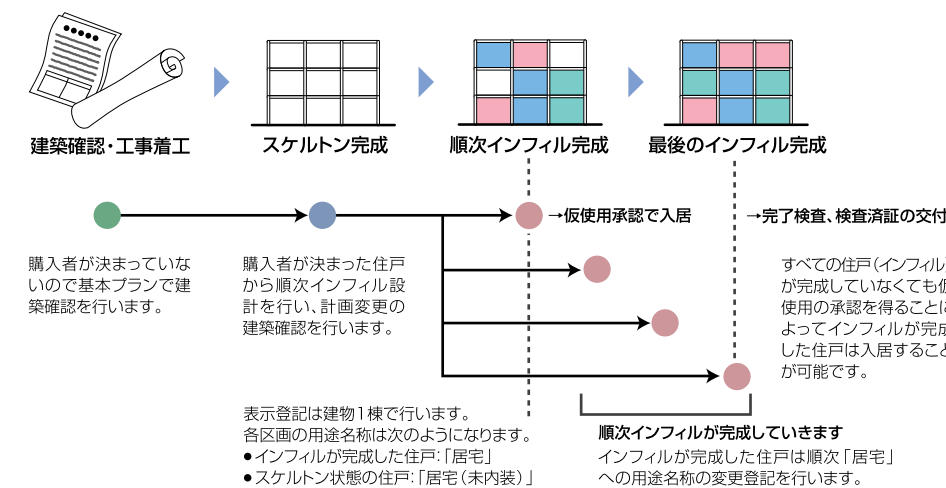 建築確認・工事着工
スケルトン完成
順次インフィル完成
最後のインフィル完成
→仮使用承認で入居
→完了検査、検査済証の交付
購入者が決まっていな
いので基本プランで建
築確認を行います。
購入者が決まった住戸
から順次インフィル設
計を行い、計画変更の
建築確認を行います。
すべての住戸（インフィル）
が完成していなくても仮
使用の承認を得ることに
よってインフィルが完成
した住戸は入居すること
が可能です。
表示登記は建物1棟で行います。
各区画の用途名称は次のようになります。
●インフィルが完成した住戸：「居宅」
●スケルトン状態の住戸：「居宅（未内装）」
順次インフィルが完成していきます
インフィルが完成した住戸は順次「居宅」
への用途名称の変更登記を行います。